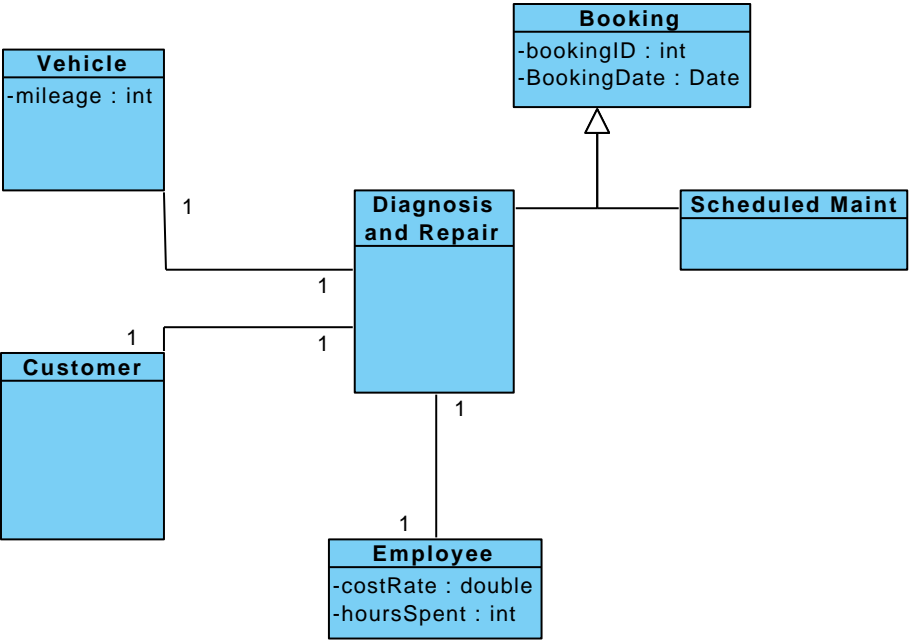 Booking
-bookingID : int
-BookingDate : Date
Vehicle
-mileage : int
1
Diagnosis
and Repair
Scheduled Maint
1
1
1
Customer
1
1
Employee
-costRate : double
-hoursSpent : int